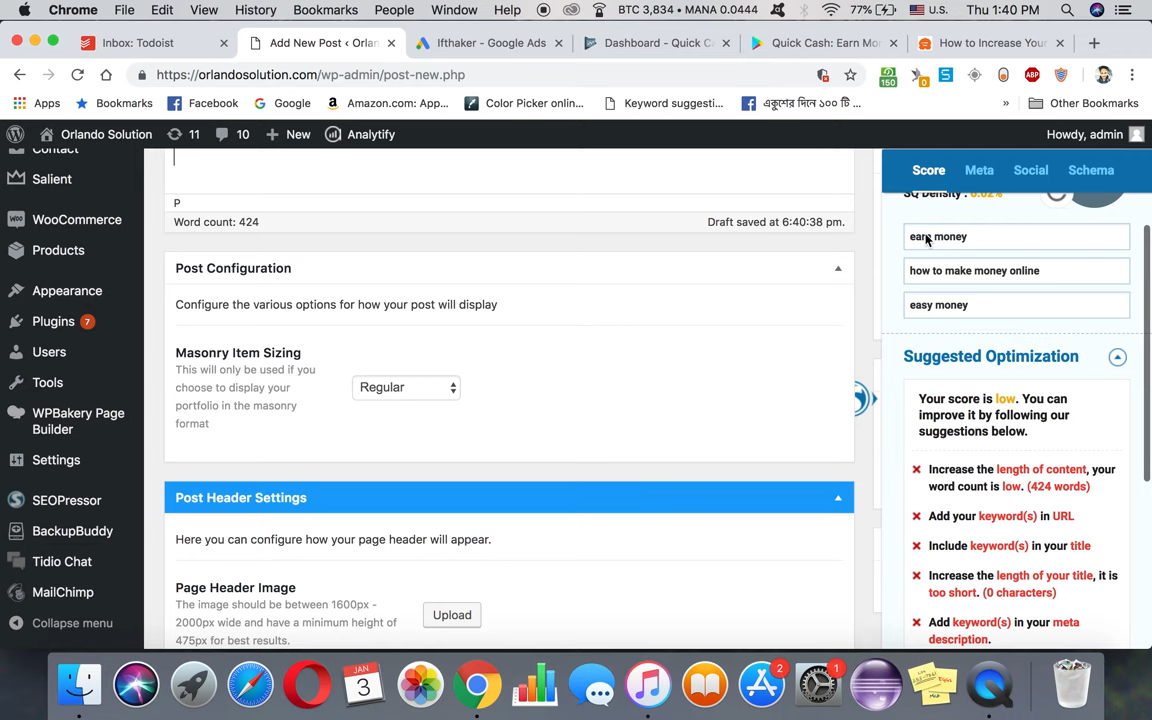 Chrome File Edit View History Bookmarks People Window Help BTC 3,834 • MANA 0.0444 77% U.S. Thu 1:40 PM
Inbox: Todoist Add New Post ‹ Orlan Ifthaker - Google Ads Dashboard - Quick C Quick Cash: Earn Mo How to Increase Your
https://orlandosolution.com/wp-admin/post-new.php 150 0 ABP
Apps Bookmarks Facebook Google Amazon.com: App... Color Picker onlin... Keyword suggesti... একুশের দিনে ১০০ টি ... » Other Bookmarks
Orlando Solution 11 10 New Analytify Howdy, admin
Contact
Salient
WooCommerce
Products
Appearance
Plugins 7
Users
Tools
WPBakery Page
Builder
Settings
SEOPressor
BackupBuddy
Tidio Chat
MailChimp
Collapse menu
P
Word count: 424 Draft saved at 6:40:38 pm.
Post Configuration
Configure the various options for how your post will display
Masonry Item Sizing
This will only be used if you
choose to display your
portfolio in the masonry
format
Regular
Post Header Settings
Here you can configure how your page header will appear.
Page Header Image
The image should be between 1600px -
2000px wide and have a minimum height of
475px for best results.
Upload
Score Meta Social Schema
SQ Density :
earn money
how to make money online
easy money
Suggested Optimization
Your score is low. You can
improve it by following our
suggestions below.
Increase the length of content, your
word count is low. (424 words)
Add your keyword(s) in URL
Include keyword(s) in your title
Increase the length of your title, it is
too short. (0 characters)
Add keyword(s) in your meta
description.
JAN
3
2
1